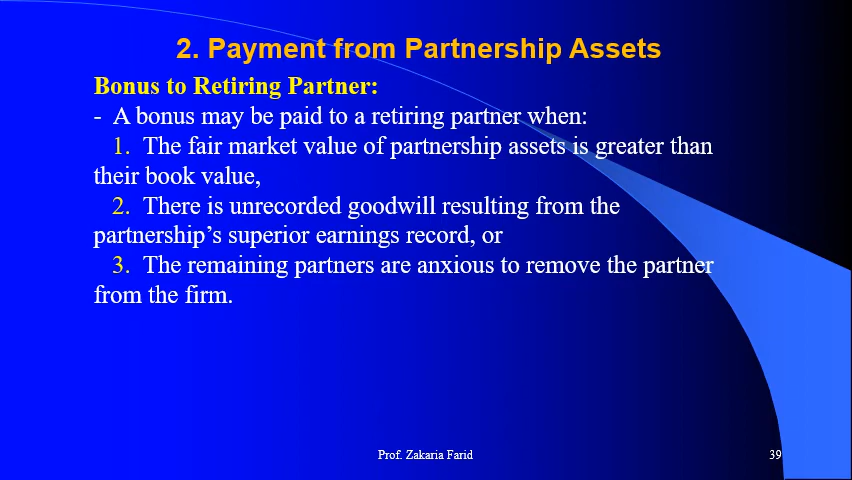 2. Payment from Partnership Assets
Bonus to Retiring Partner:
- A bonus may be paid to a retiring partner when:
1. The fair market value of partnership assets is greater than
their book value,
2. There is unrecorded goodwill resulting from the
partnership’s superior earnings record, or
3. The remaining partners are anxious to remove the partner
from the firm.
Prof. Zakaria Farid
39